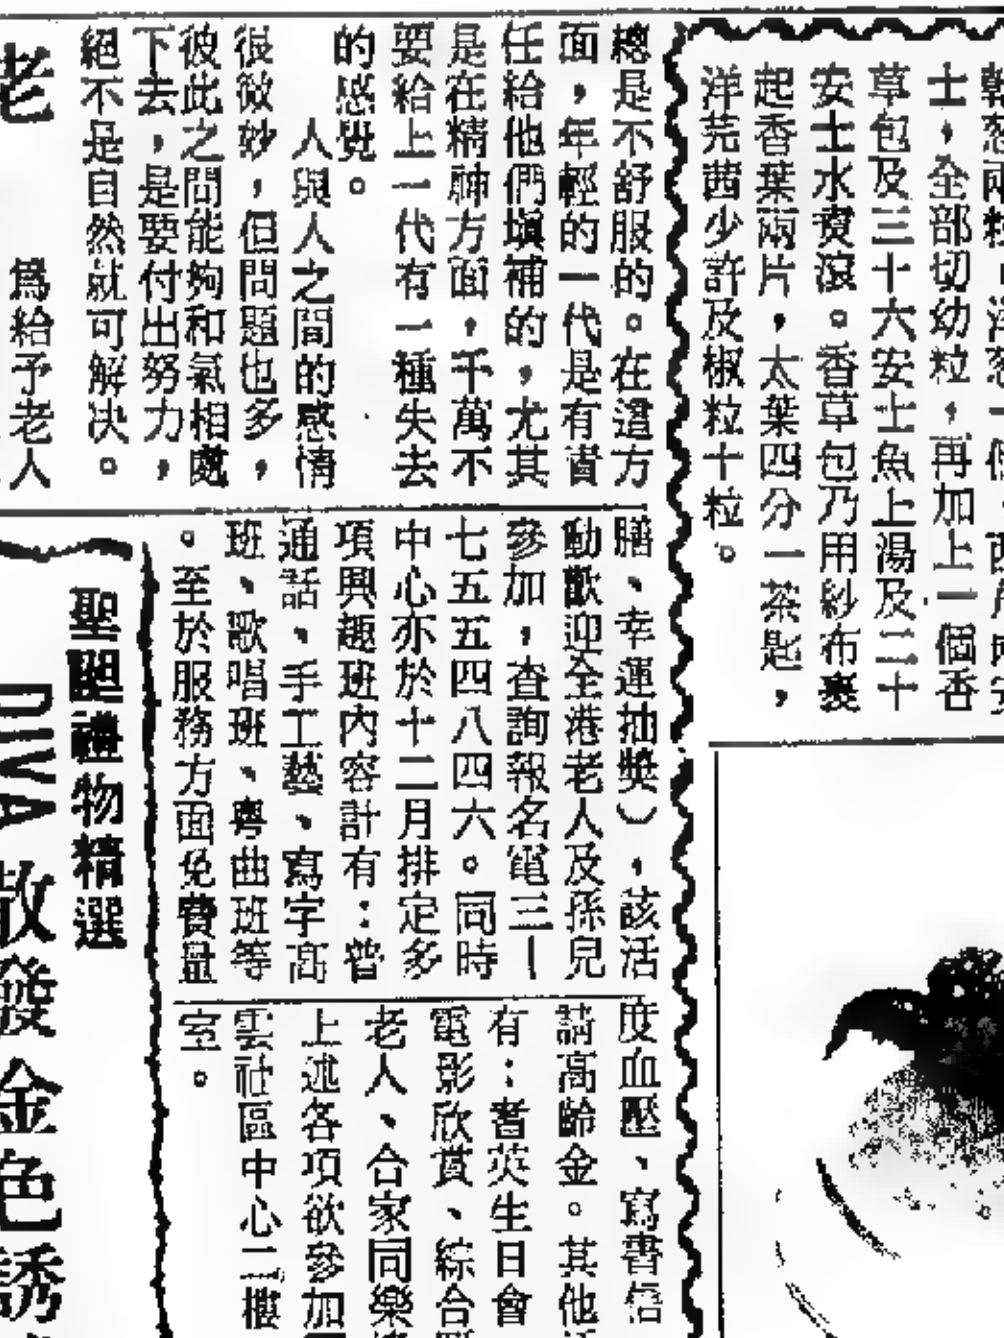 士，全部切幼粒，再加上一個香
草包及三十六安士魚上湯及二十
安士水煑滾。香草包乃用紗布裹
起香葉兩片，太葉四分一茶匙，
洋芫茜少許及椒粒十粒。
總是不舒服的。在這方
面，年輕的一代是有責
任給他們塡補的，尤其
是在精神方面，千萬不
要給上一代有一種失去
的感覺。
人與人之間的感情
很微妙，但問題也多，
彼此之間能夠和氣相處
下去，是要付出努力，
絕不是自然就可解决。
老
爲給予老人
膳、幸運抽獎），該活
動歡迎全港老人及孫兒
參加，查詢報名電三—
七五五四八四六。同時
中心亦於十二月排定多
項興趣班內容計有：普
通話、手工藝、寫字高
班、歌唱班、粵曲班等
。至於服務方面免費量
度血壓、寫書信
請高齡金。其他
有：耆英生日會
電影欣賞、綜合
老人、合家同樂
上述各項欲參加
雲社區中心二樓
室。
聖誕禮物精選
DIVA 散發金色誘